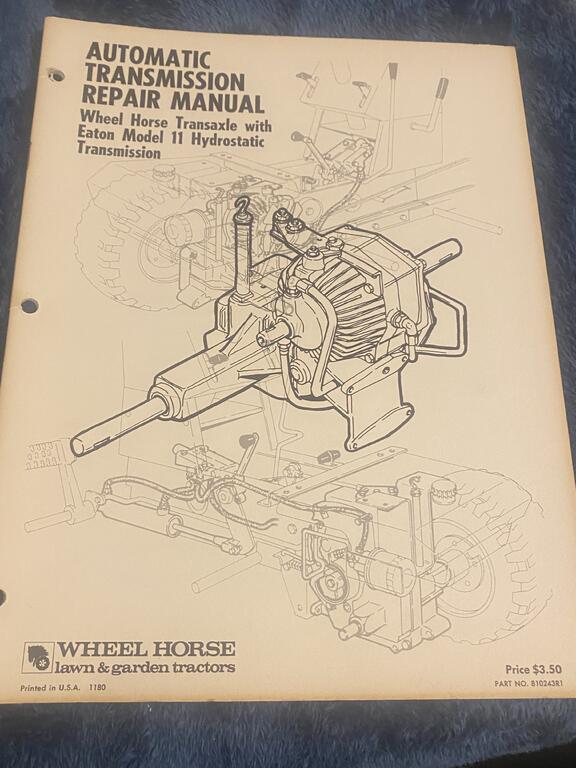 AUTOMATIC
TRANSMISSION
REPAIR MANUAL
Wheel Horse Transaxle with
Eaton Model 11 Hydrostatic
Transmission
WHEEL HORSE
lawn & garden tractors
Printed in U.S.A. 1180
Price $3.50
PART NO. 810243R1